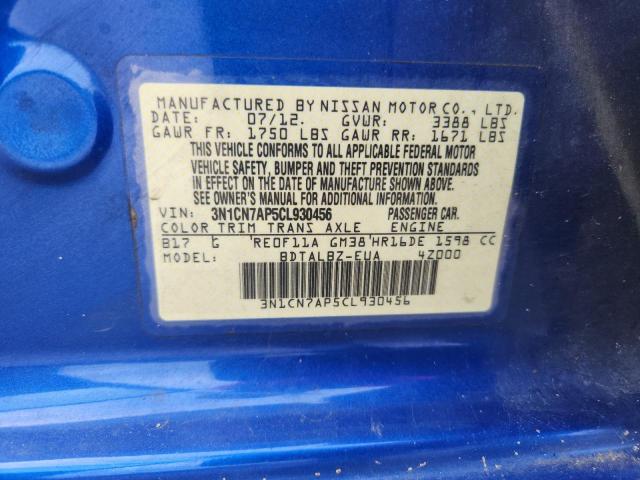 MANUFACTURED BY NISSAN MOTOR CO., LTD.
DATE: 07/12. GVWR: 3388 LBS
GAWR FR: 1750 LBS GAWR RR: 1671 LBS
THIS VEHICLE CONFORMS TO ALL APPLICABLE FEDERAL MOTOR
VEHICLE SAFETY, BUMPER AND THEFT PREVENTION STANDARDS
IN EFFECT ON THE DATE OF MANUFACTURE SHOWN ABOVE.
SEE OWNER'S MANUAL FOR ADDITIONAL INFORMATION.
VIN: 3N1CN7AP5CL930456 PASSENGER CAR.
COLOR TRIM TRANS AXLE ENGINE
B17 G RE0F11A GM38 HR16DE 1598 CC
MODEL: BDTALBZ-EUA 4Z000
3N1CN7AP5CL930456